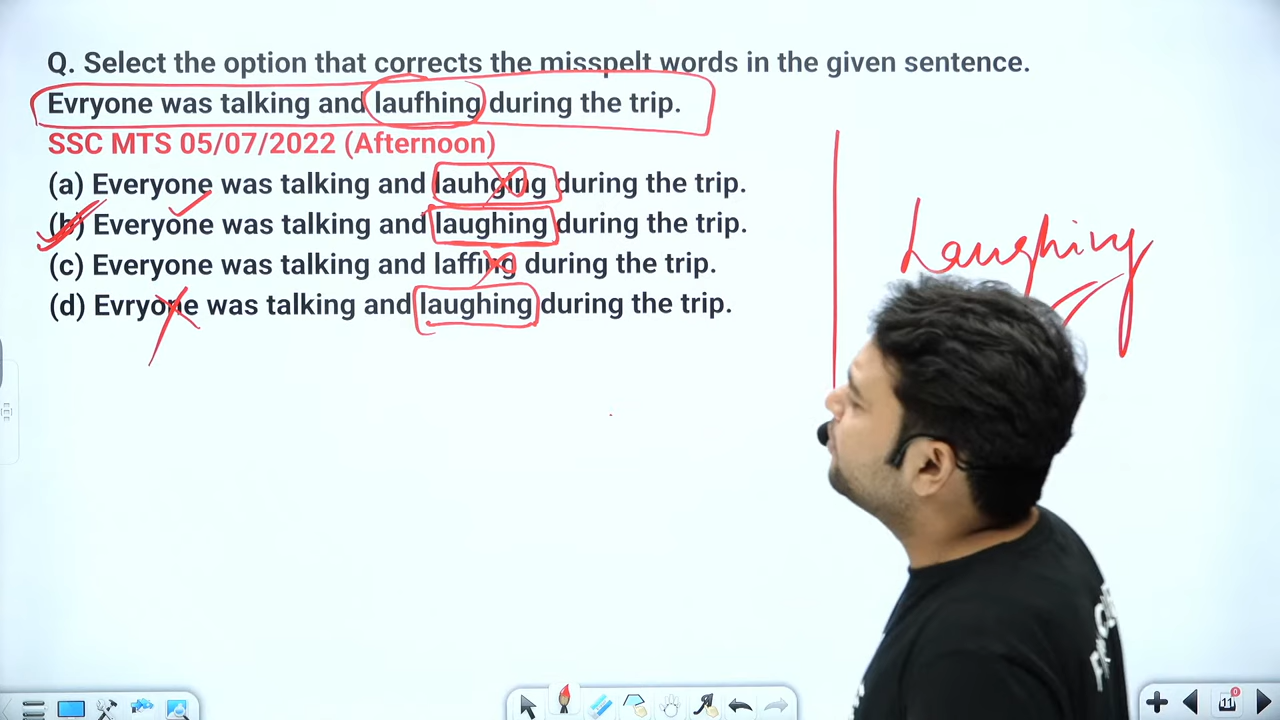 Q. Select the option that corrects the misspelt words in the given sentence.
Evryone was talking and laufhing during the trip.
SSC MTS 05/07/2022 (Afternoon)
(a) Everyone was talking and lauhging during the trip.
(b) Everyone was talking and laughing during the trip.
(c) Everyone was talking and laffing during the trip.
(d) Evryone was talking and laughing during the trip.
Laughing
11
0